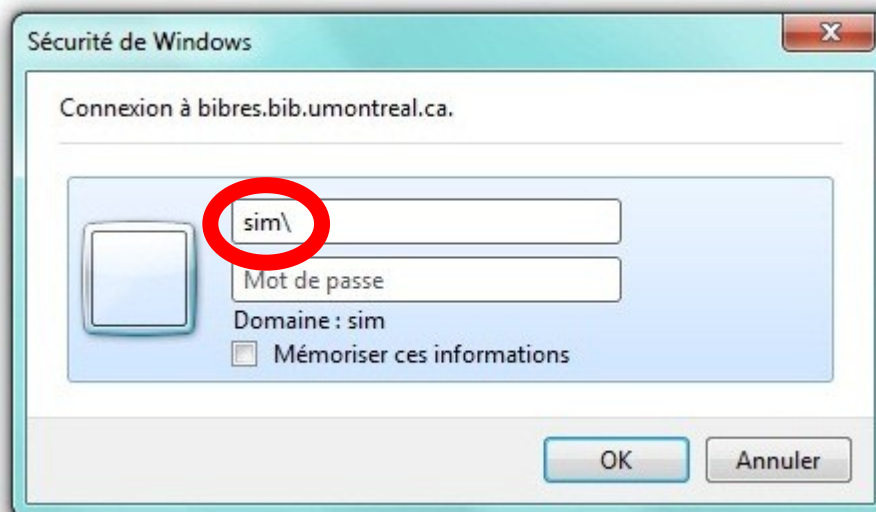 Sécurité de Windows
Connexion à bibres.bib.umontreal.ca.
sim\
Mot de passe
Domaine : sim
Mémoriser ces informations
OK
Annuler